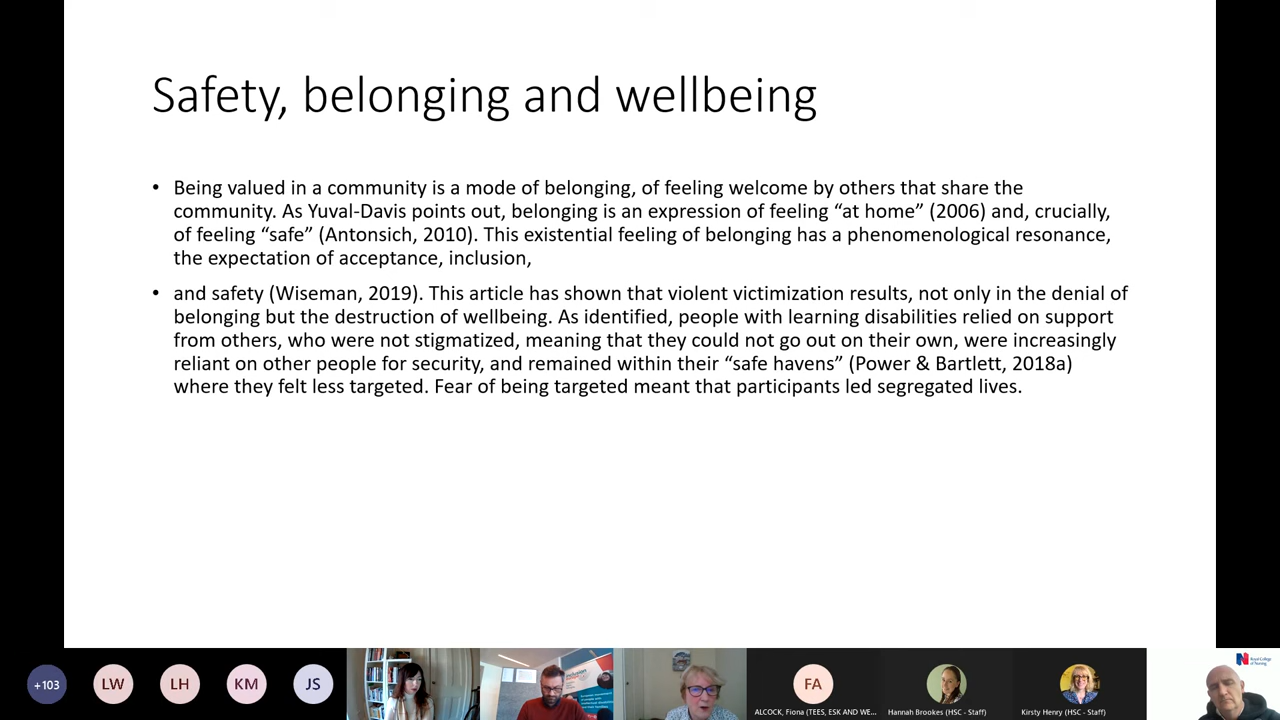 Safety, belonging and wellbeing
• Being valued in a community is a mode of belonging, of feeling welcome by others that share the
community. As Yuval-Davis points out, belonging is an expression of feeling “at home” (2006) and, crucially,
of feeling “safe” (Antonsich, 2010). This existential feeling of belonging has a phenomenological resonance,
the expectation of acceptance, inclusion,
• and safety (Wiseman, 2019). This article has shown that violent victimization results, not only in the denial of
belonging but the destruction of wellbeing. As identified, people with learning disabilities relied on support
from others, who were not stigmatized, meaning that they could not go out on their own, were increasingly
reliant on other people for security, and remained within their “safe havens” (Power & Bartlett, 2018a)
where they felt less targeted. Fear of being targeted meant that participants led segregated lives.
+103
LW
LH
KM
JS
FA
ALCOCK, Fiona (TEES, ESK AND WE...
Hannah Brookes (HSC - Staff)
Kirsty Henry (HSC - Staff)
Royal College
of Nursing